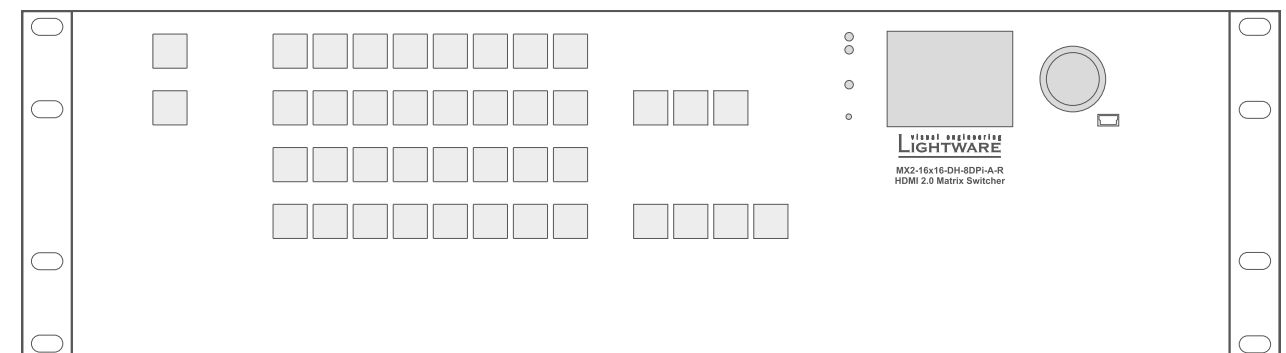 visual engineering
LIGHTWARE
MX2-16x16-DH-8DPi-A-R
HDMI 2.0 Matrix Switcher